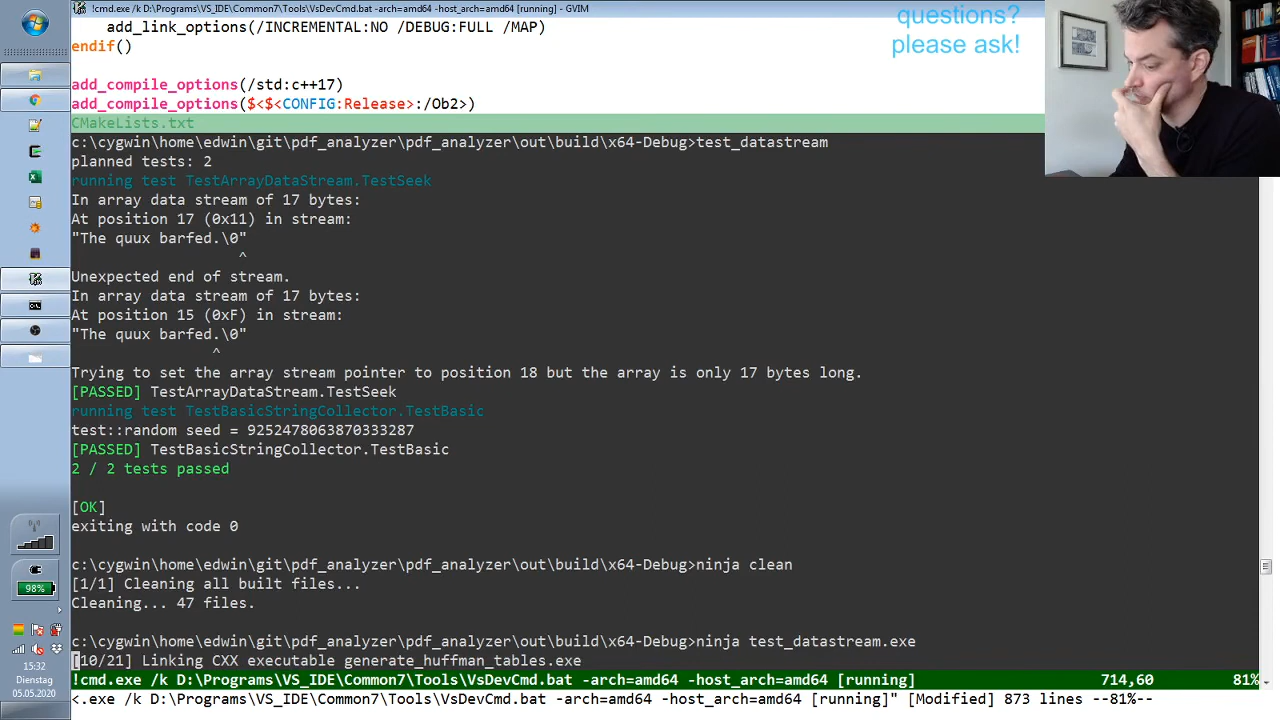 !cmd.exe /k D:\Programs\VS_IDE\Common7\Tools\VsDevCmd.bat -arch=amd64 -host_arch=amd64 [running] - GVIM
questions?
please ask!
add_link_options(/INCREMENTAL:NO /DEBUG:FULL /MAP)
endif()
add_compile_options(/std:c++17)
add_compile_options($<$<CONFIG:Release>:/Ob2>)
CMakeLists.txt
c:\cygwin\home\edwin\git\pdf_analyzer\pdf_analyzer\out\build\x64-Debug>test_datastream
planned tests: 2
running test TestArrayDataStream.TestSeek
In array data stream of 17 bytes:
At position 17 (0x11) in stream:
"The quux barfed.\0"
^
Unexpected end of stream.
In array data stream of 17 bytes:
At position 15 (0xF) in stream:
"The quux barfed.\0"
^
Trying to set the array stream pointer to position 18 but the array is only 17 bytes long.
[PASSED] TestArrayDataStream.TestSeek
running test TestBasicStringCollector.TestBasic
test::random seed = 9252478063870333287
[PASSED] TestBasicStringCollector.TestBasic
2 / 2 tests passed
[OK]
exiting with code 0
c:\cygwin\home\edwin\git\pdf_analyzer\pdf_analyzer\out\build\x64-Debug>ninja clean
[1/1] Cleaning all built files...
Cleaning... 47 files.
c:\cygwin\home\edwin\git\pdf_analyzer\pdf_analyzer\out\build\x64-Debug>ninja test_datastream.exe
[10/21] Linking CXX executable generate_huffman_tables.exe
!cmd.exe /k D:\Programs\VS_IDE\Common7\Tools\VsDevCmd.bat -arch=amd64 -host_arch=amd64 [running] 714,60 81%
<.exe /k D:\Programs\VS_IDE\Common7\Tools\VsDevCmd.bat -arch=amd64 -host_arch=amd64 [running]" [Modified] 873 lines --81%--
98%
15:32
Dienstag
05.05.2020